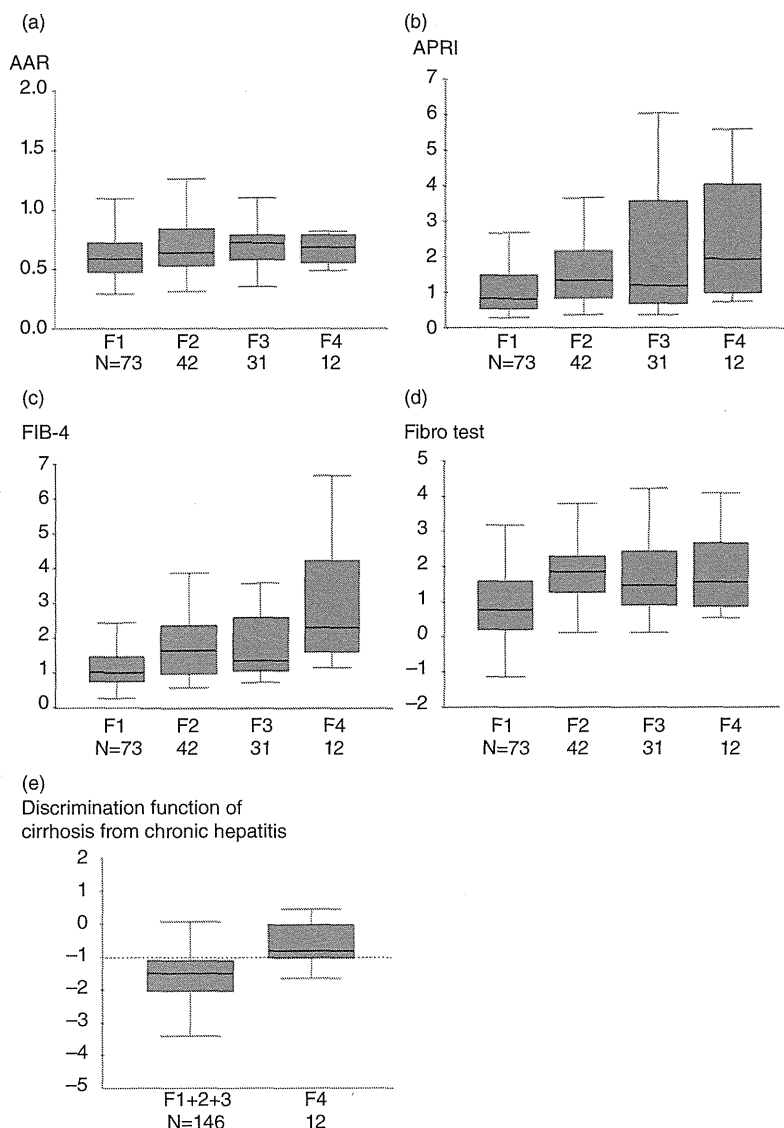 (a)
AAR
2.0
1.5
1.0
0.5
0.0
F1 F2 F3 F4
N=73 42 31 12
(b)
APRI
7
6
5
4
3
2
1
0
F1 F2 F3 F4
N=73 42 31 12
(c)
FIB-4
7
6
5
4
3
2
1
0
F1 F2 F3 F4
N=73 42 31 12
(d)
Fibro test
5
4
3
2
1
0
–1
–2
F1 F2 F3 F4
N=73 42 31 12
(e)
Discrimination function of
cirrhosis from chronic hepatitis
2
1
0
–1
–2
–3
–4
–5
F1+2+3 F4
N=146 12